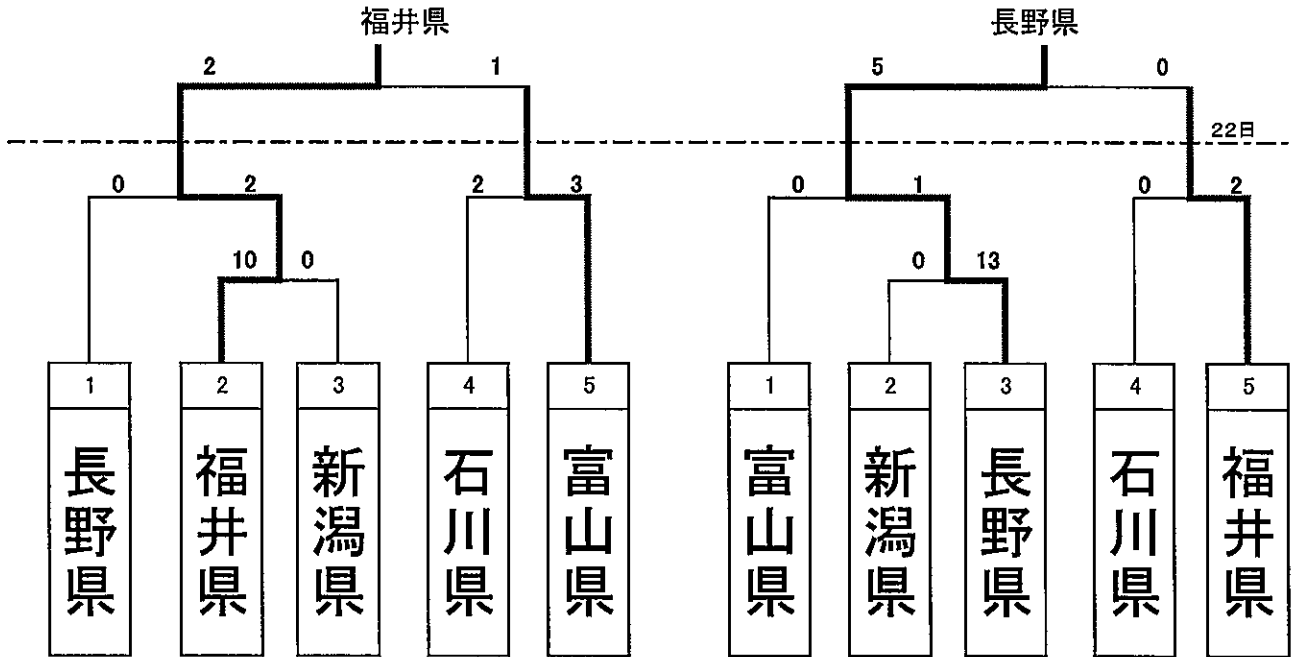 福井県 長野県
2 1 5 0
22日
0 2 2 3 0 1 0 2
10 0 0 13
1 2 3 4 5 1 2 3 4 5
長野県 福井県 新潟県 石川県 富山県 富山県 新潟県 長野県 石川県 福井県